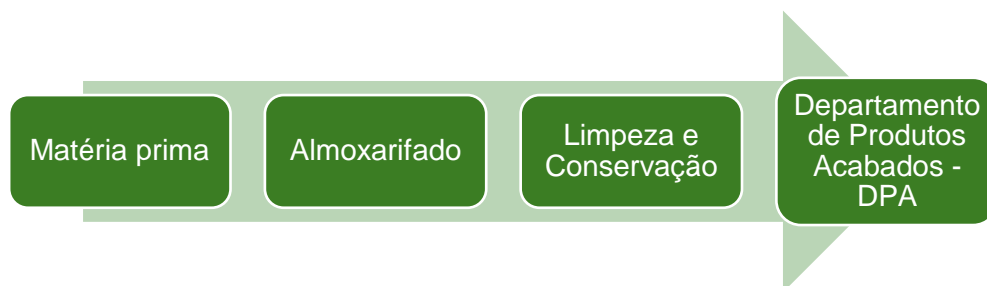 Matéria prima
Almoxarifado
Limpeza e
Conservação
Departamento
de Produtos
Acabados -
DPA